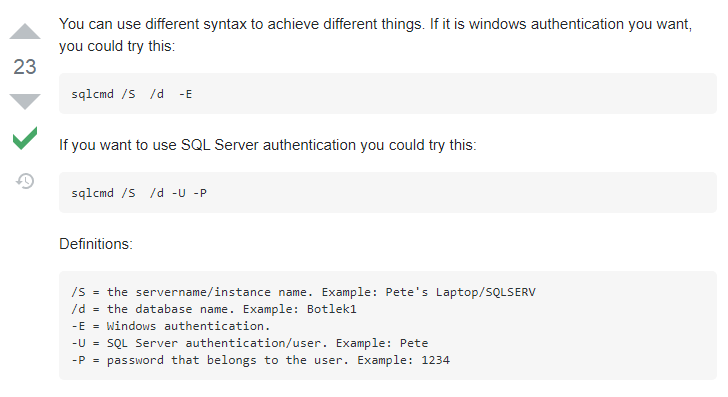 You can use different syntax to achieve different things. If it is windows authentication you want,
you could try this:
23
sqlcmd /S  /d  -E
If you want to use SQL Server authentication you could try this:
sqlcmd /S  /d -U -P
Definitions:
/S = the servername/instance name. Example: Pete's Laptop/SQLSERV
/d = the database name. Example: Botlek1
-E = Windows authentication.
-U = SQL Server authentication/user. Example: Pete
-P = password that belongs to the user. Example: 1234